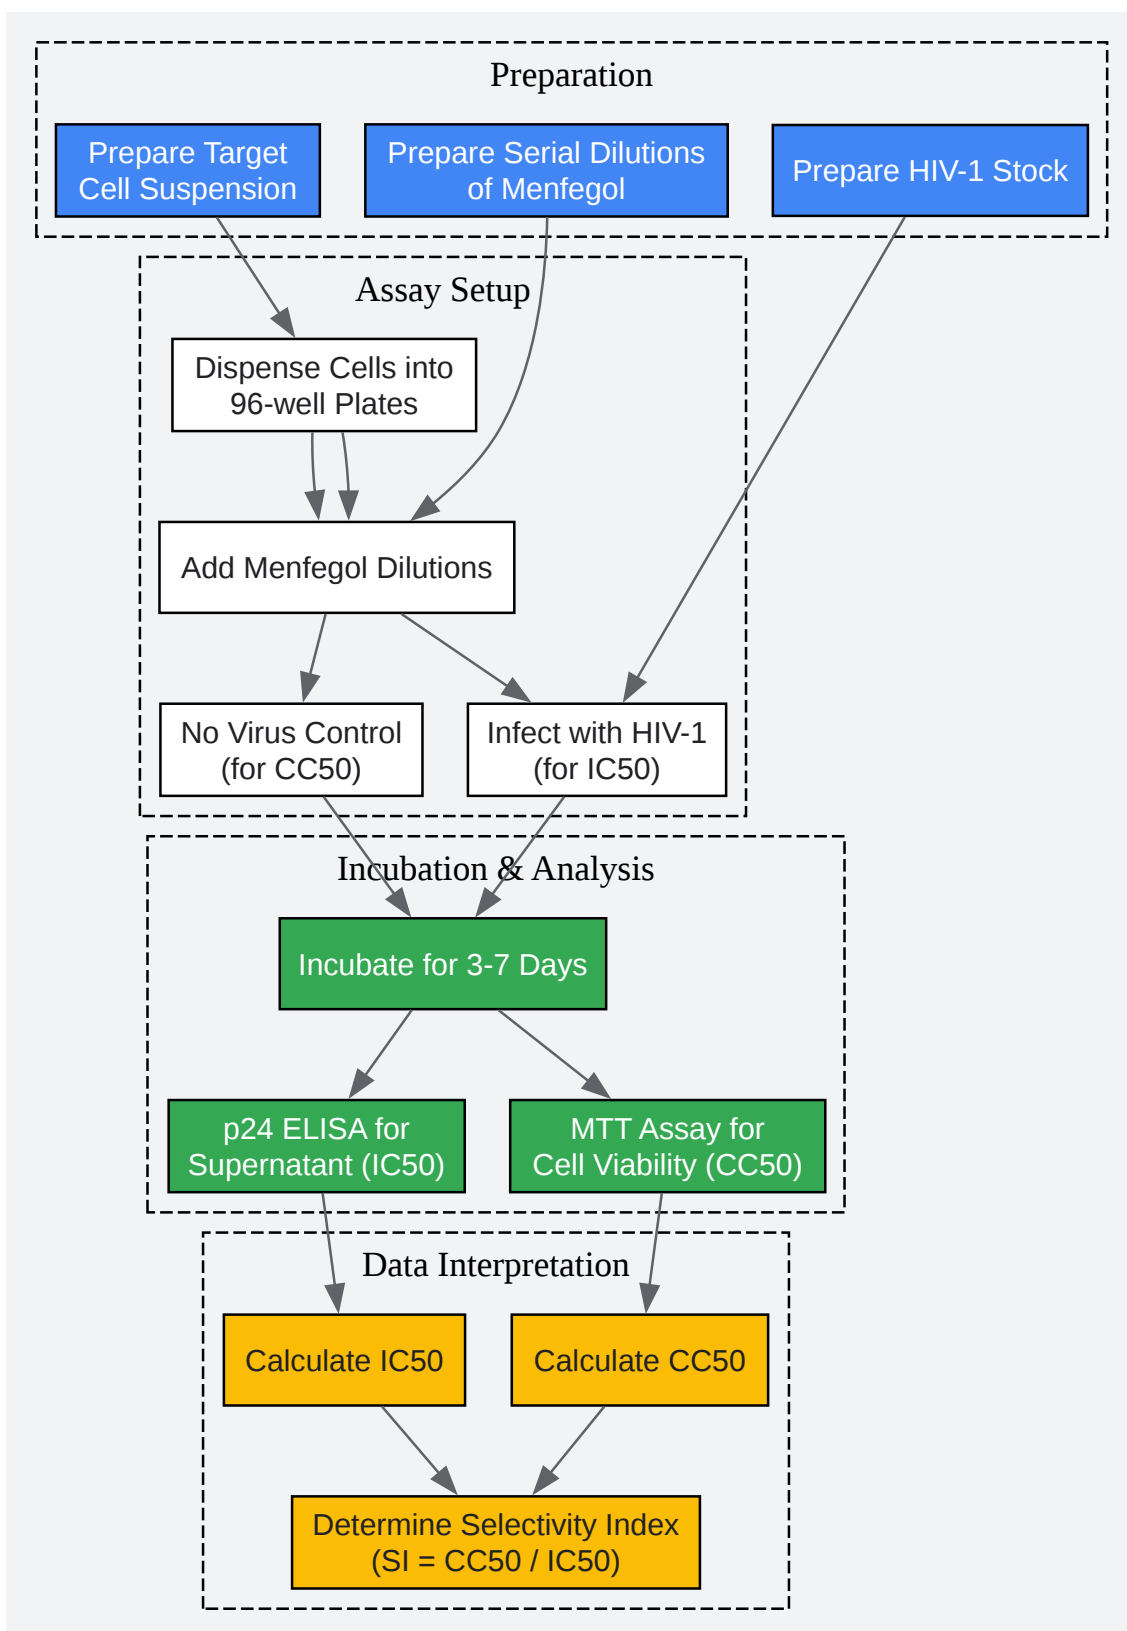 Preparation
Prepare Target
Cell Suspension
Prepare Serial Dilutions
of Menfegol
Prepare HIV-1 Stock
Assay Setup
Dispense Cells into
96-well Plates
Add Menfegol Dilutions
No Virus Control
(for CC50)
Infect with HIV-1
(for IC50)
Incubation & Analysis
Incubate for 3-7 Days
p24 ELISA for
Supernatant (IC50)
MTT Assay for
Cell Viability (CC50)
Data Interpretation
Calculate IC50
Calculate CC50
Determine Selectivity Index
(SI = CC50 / IC50)